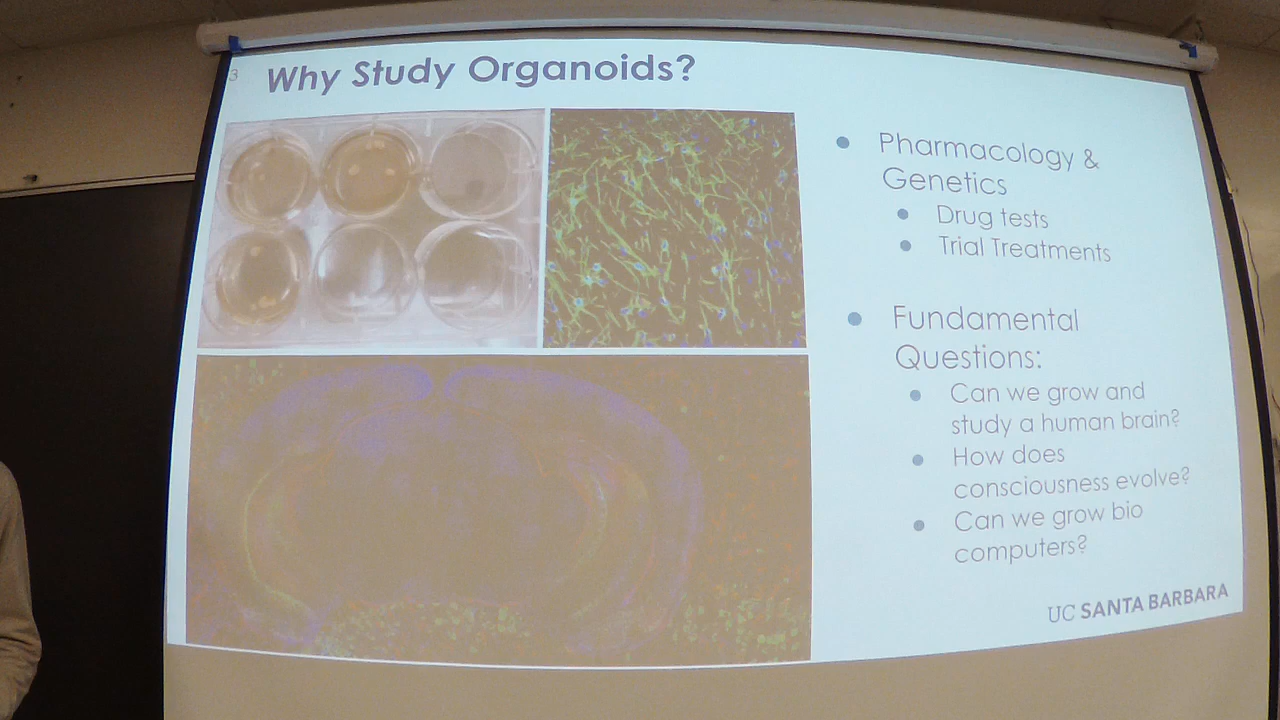 3
Why Study Organoids?
Pharmacology &
Genetics
Drug tests
Trial Treatments
Fundamental
Questions:
Can we grow and
study a human brain?
How does
consciousness evolve?
Can we grow bio
computers?
UC SANTA BARBARA